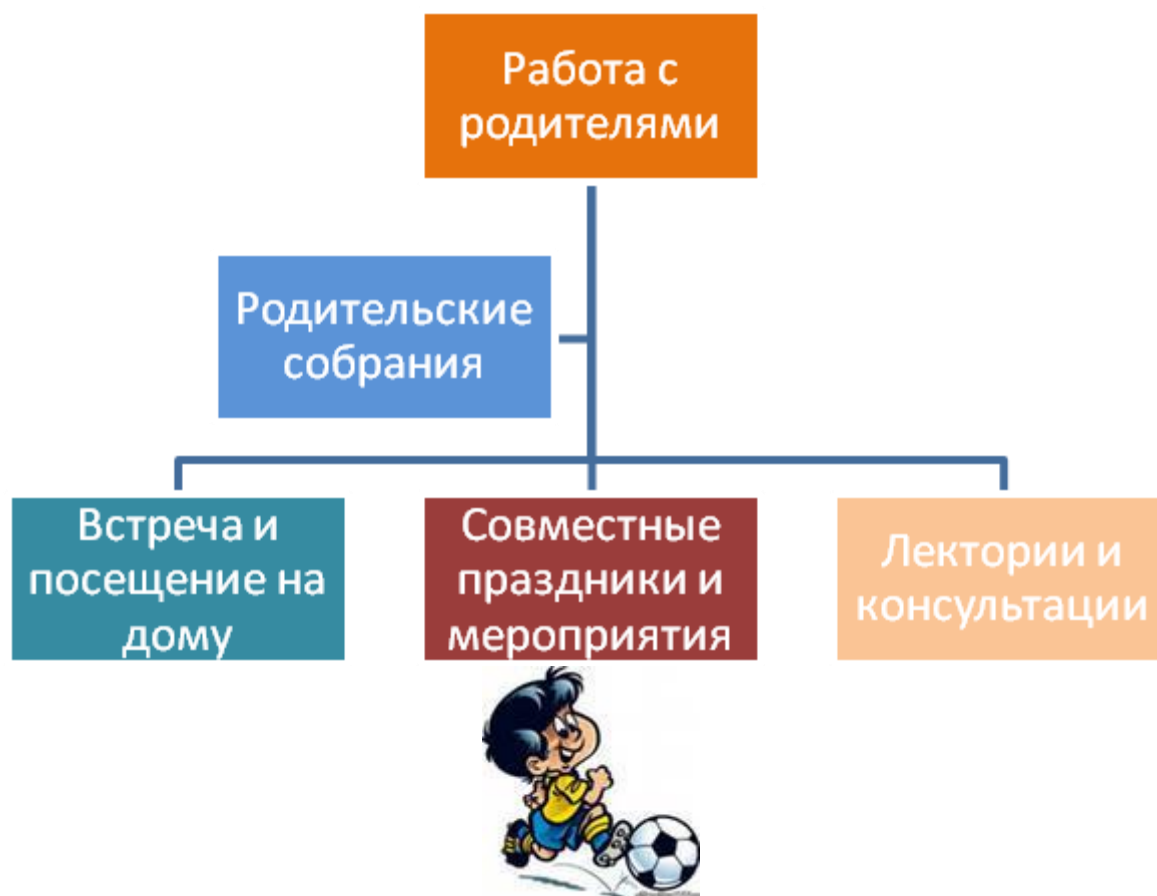 Работа с
родителями
Родительские
собрания
Встреча и
посещение на
дому
Совместные
праздники и
мероприятия
Лектории и
консультации